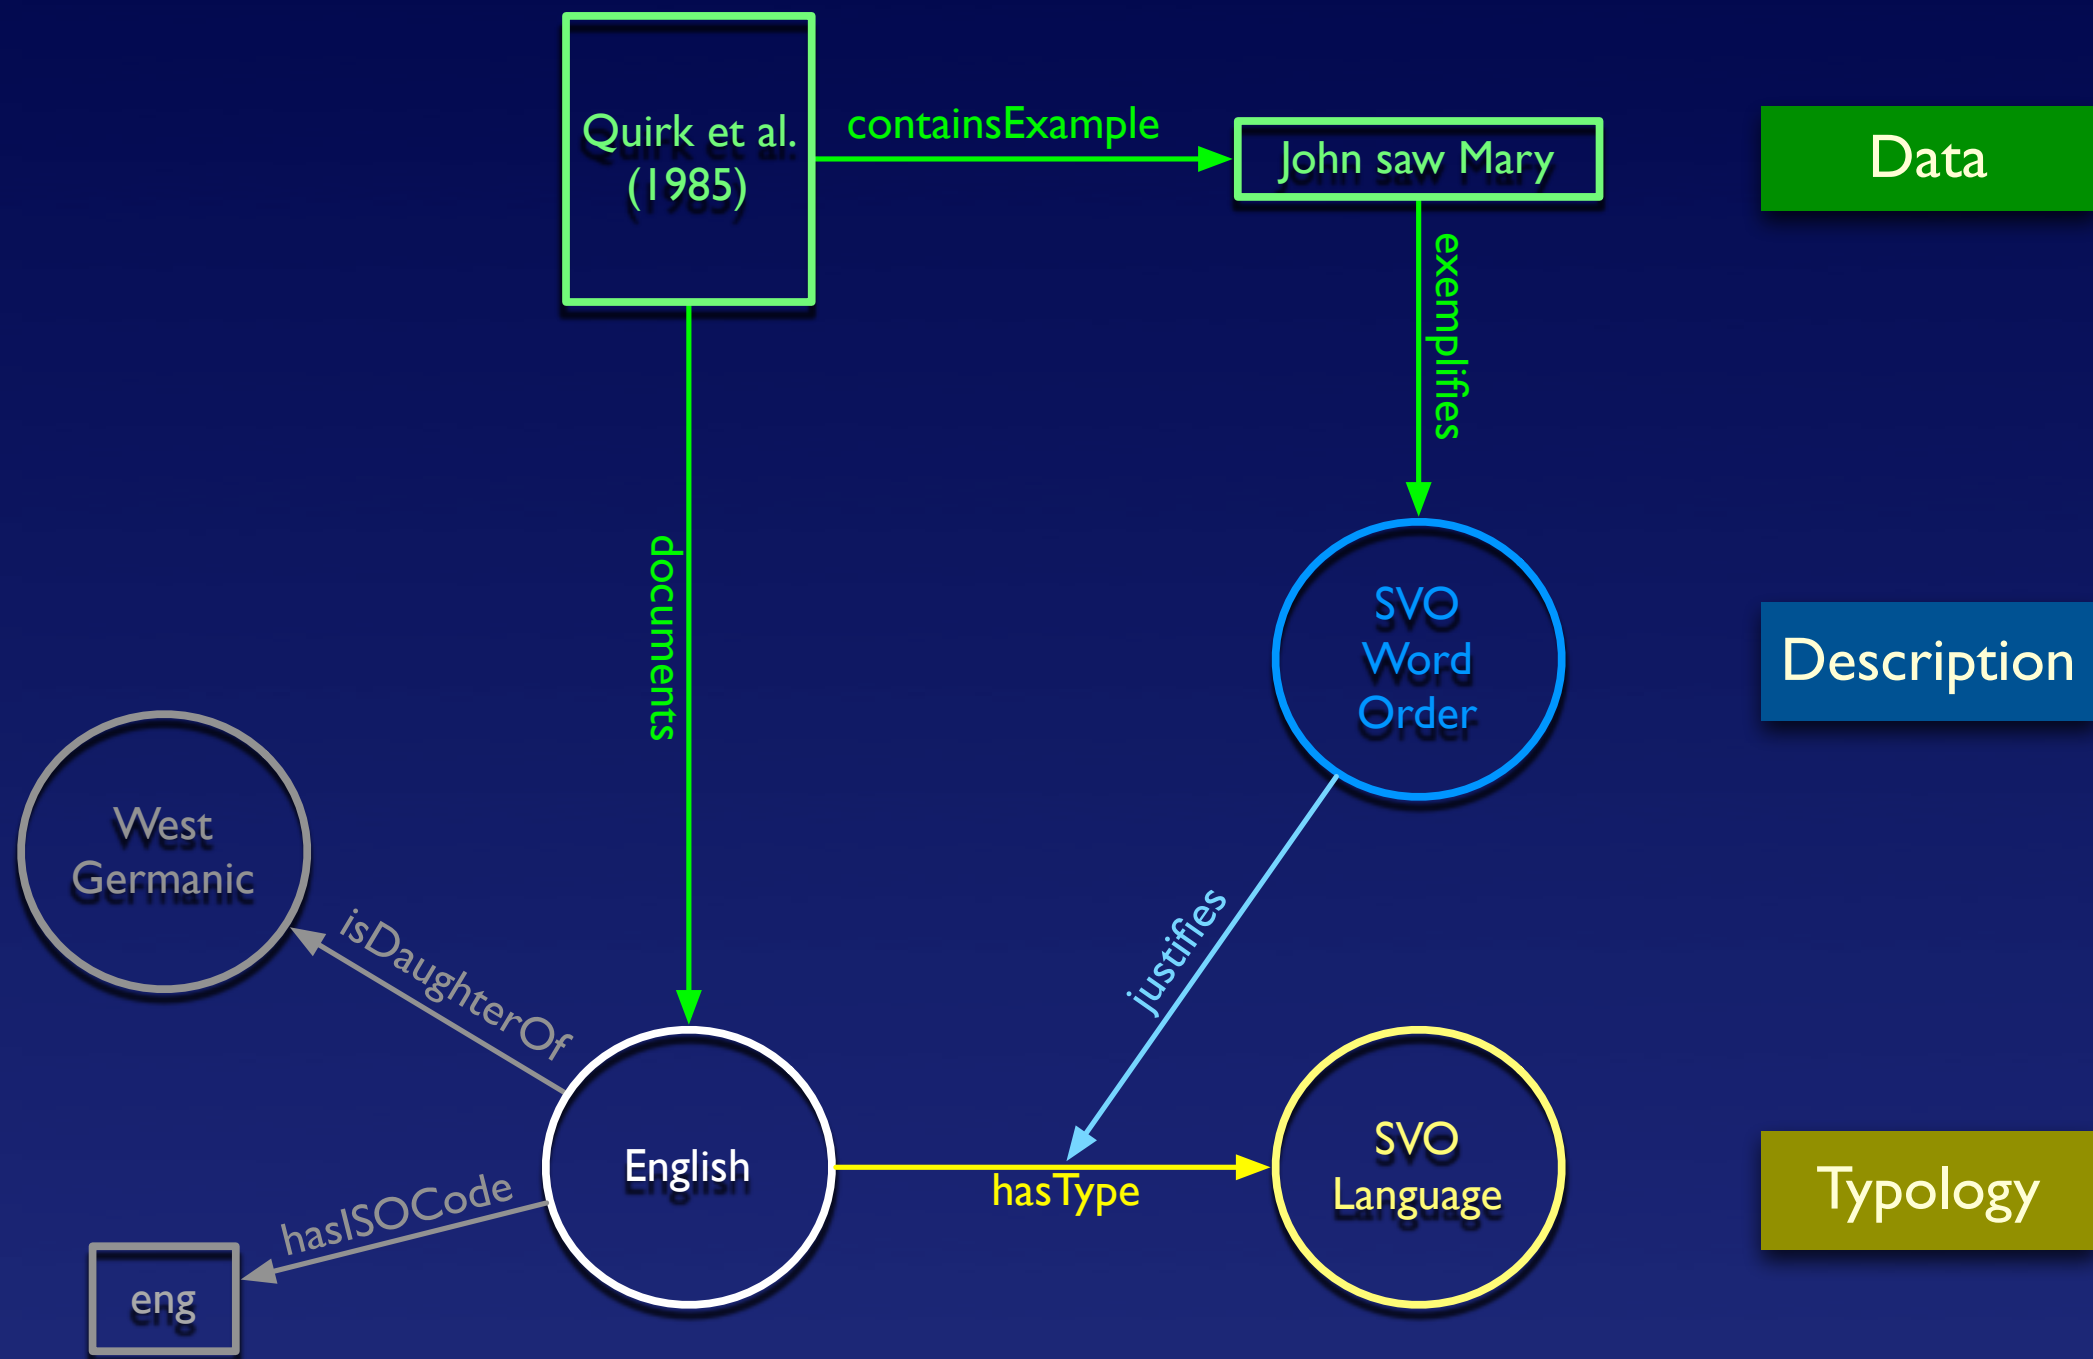 Quirk et al.
(1985)
containsExample
John saw Mary
Data
exemplifies
documents
SVO
Word
Order
Description
West
Germanic
isDaughterOf
justifies
English
hasType
SVO
Language
Typology
hasISOCode
eng